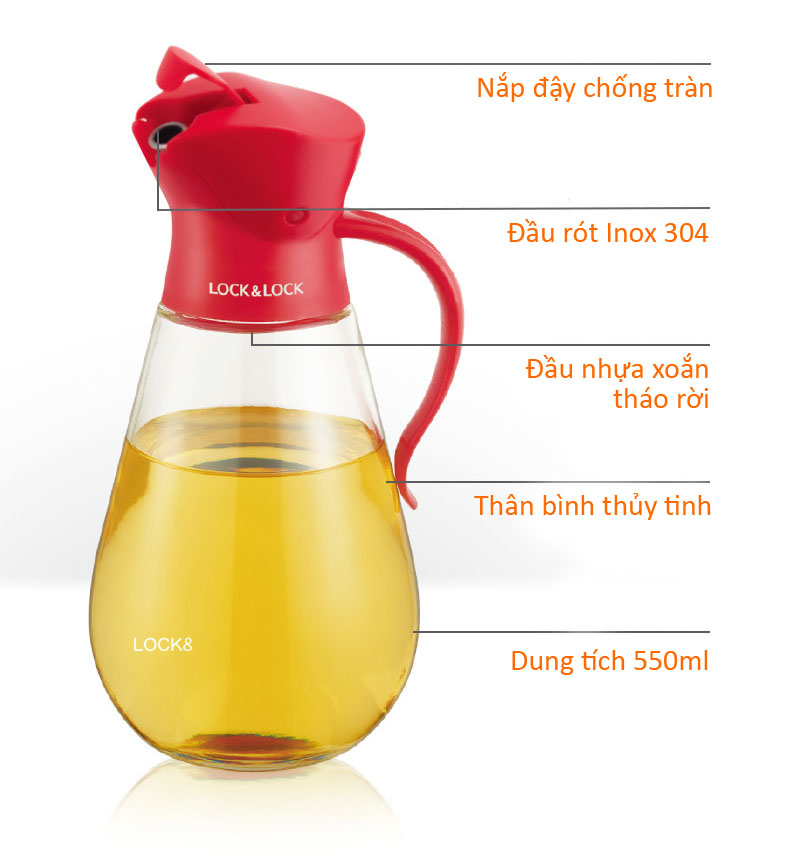 Nắp đậy chống tràn
Đầu rót Inox 304
LOCK&LOCK
Đầu nhựa xoắn
tháo rời
Thân bình thủy tinh
LOCK&
Dung tích 550ml